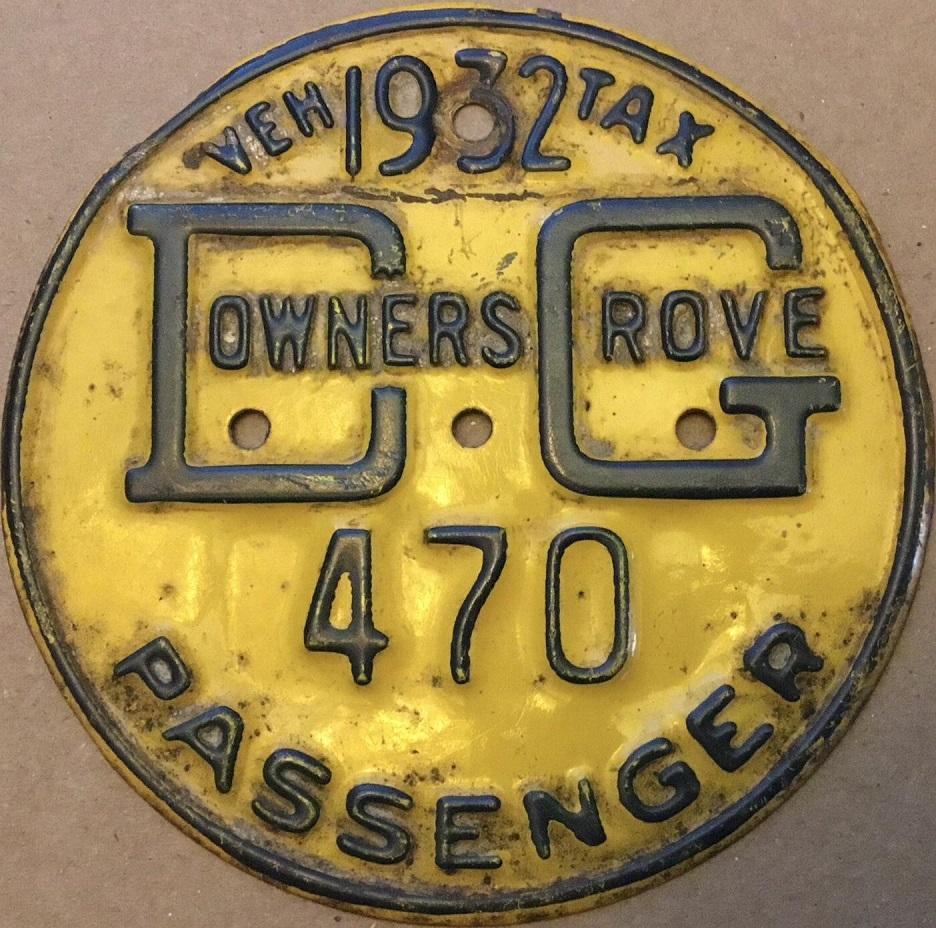 VEH 1932 TAX
DOWNERS GROVE
470
PASSENGER